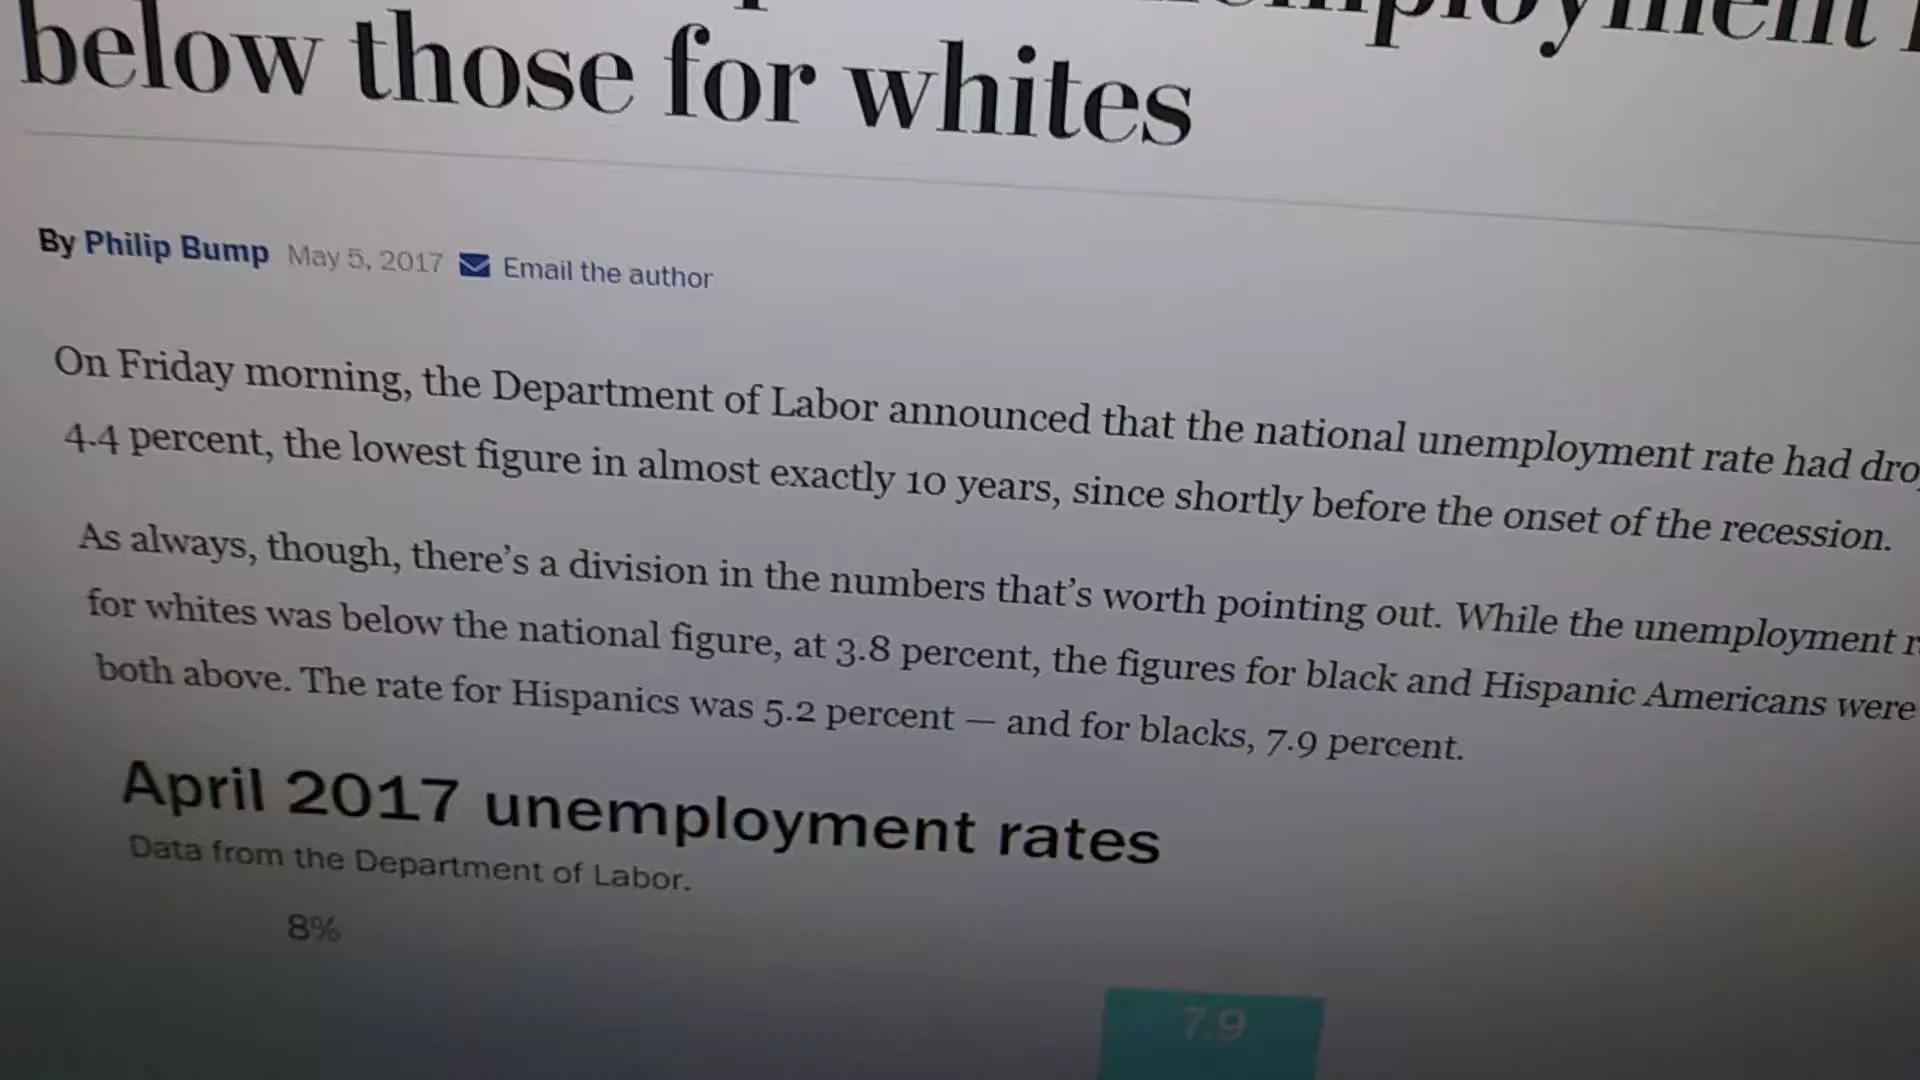 below those for whites
By Philip Bump May 5, 2017 Email the author
On Friday morning, the Department of Labor announced that the national unemployment rate had
4.4 percent, the lowest figure in almost exactly 10 years, since shortly before the onset of the recession.
As always, though, there's a division in the numbers that's worth pointing out. While the unemployment
for whites was below the national figure, at 3.8 percent, the figures for black and Hispanic Americans were
both above. The rate for Hispanics was 5.2 percent — and for blacks, 7.9 percent.
April 2017 unemployment rates
Data from the Department of Labor.
8%
7.9